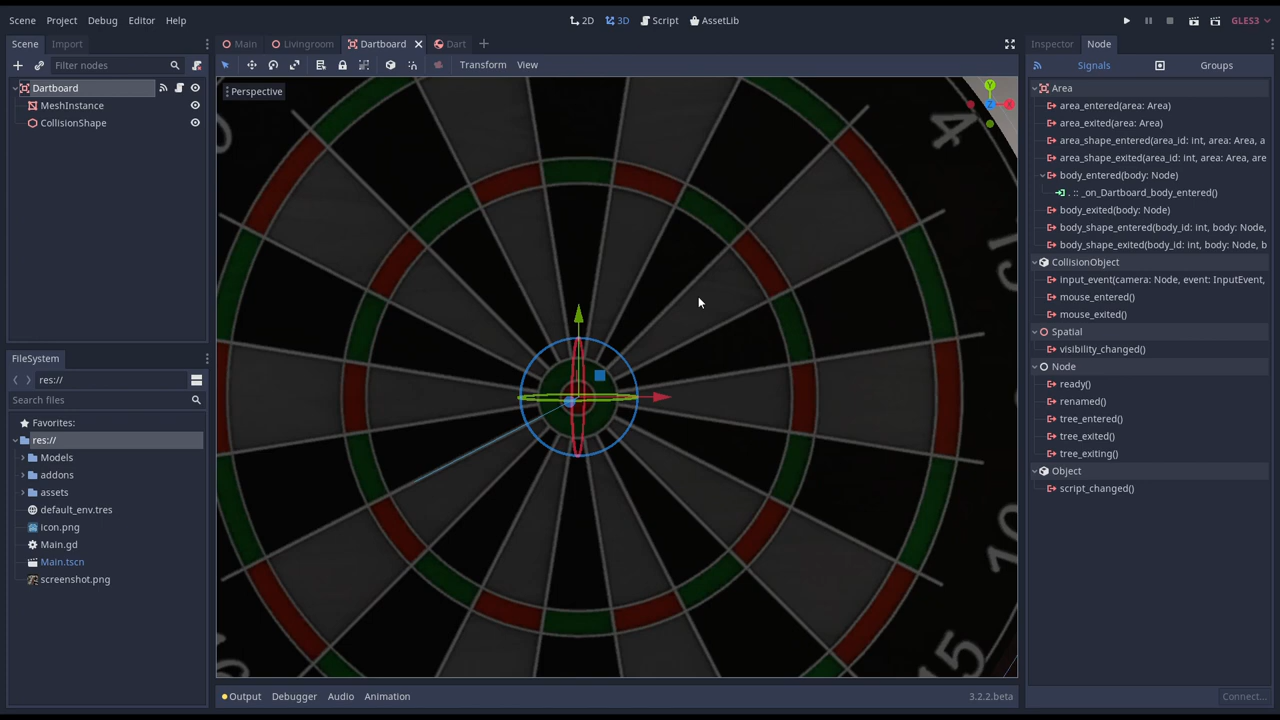 Scene Project Debug Editor Help
2D 3D Script AssetLib
GLES3
Scene Import
Main Livingroom Dartboard Dart
Inspector Node
Filter nodes
Transform View
Signals Groups
Dartboard
MeshInstance
CollisionShape
Perspective
Y
X
Z
4
15
10
Area
area_entered(area: Area)
area_exited(area: Area)
area_shape_entered(area_id: int, area: Area, a
area_shape_exited(area_id: int, area: Area, are
body_entered(body: Node)
. :: _on_Dartboard_body_entered()
body_exited(body: Node)
body_shape_entered(body_id: int, body: Node,
body_shape_exited(body_id: int, body: Node, b
CollisionObject
input_event(camera: Node, event: InputEvent,
mouse_entered()
mouse_exited()
Spatial
visibility_changed()
Node
ready()
renamed()
tree_entered()
tree_exited()
tree_exiting()
Object
script_changed()
FileSystem
res://
Search files
Favorites:
res://
Models
addons
assets
default_env.tres
icon.png
Main.gd
Main.tscn
screenshot.png
Output Debugger Audio Animation
3.2.2.beta
Connect...